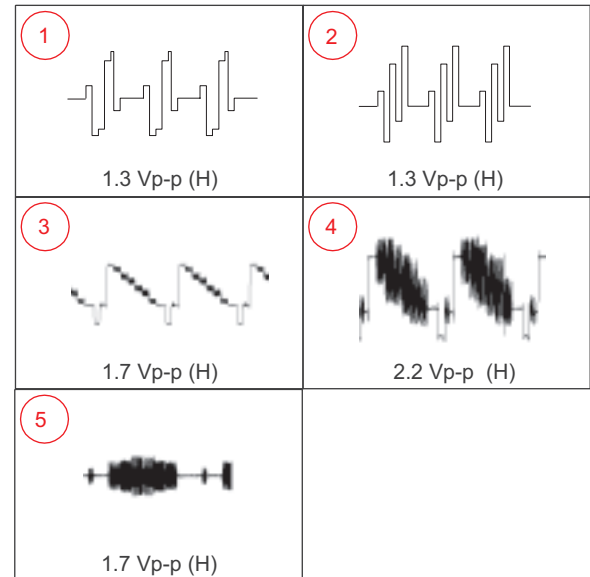 1
2
1.3 Vp-p (H)
1.3 Vp-p (H)
3
4
1.7 Vp-p (H)
2.2 Vp-p (H)
5
1.7 Vp-p (H)